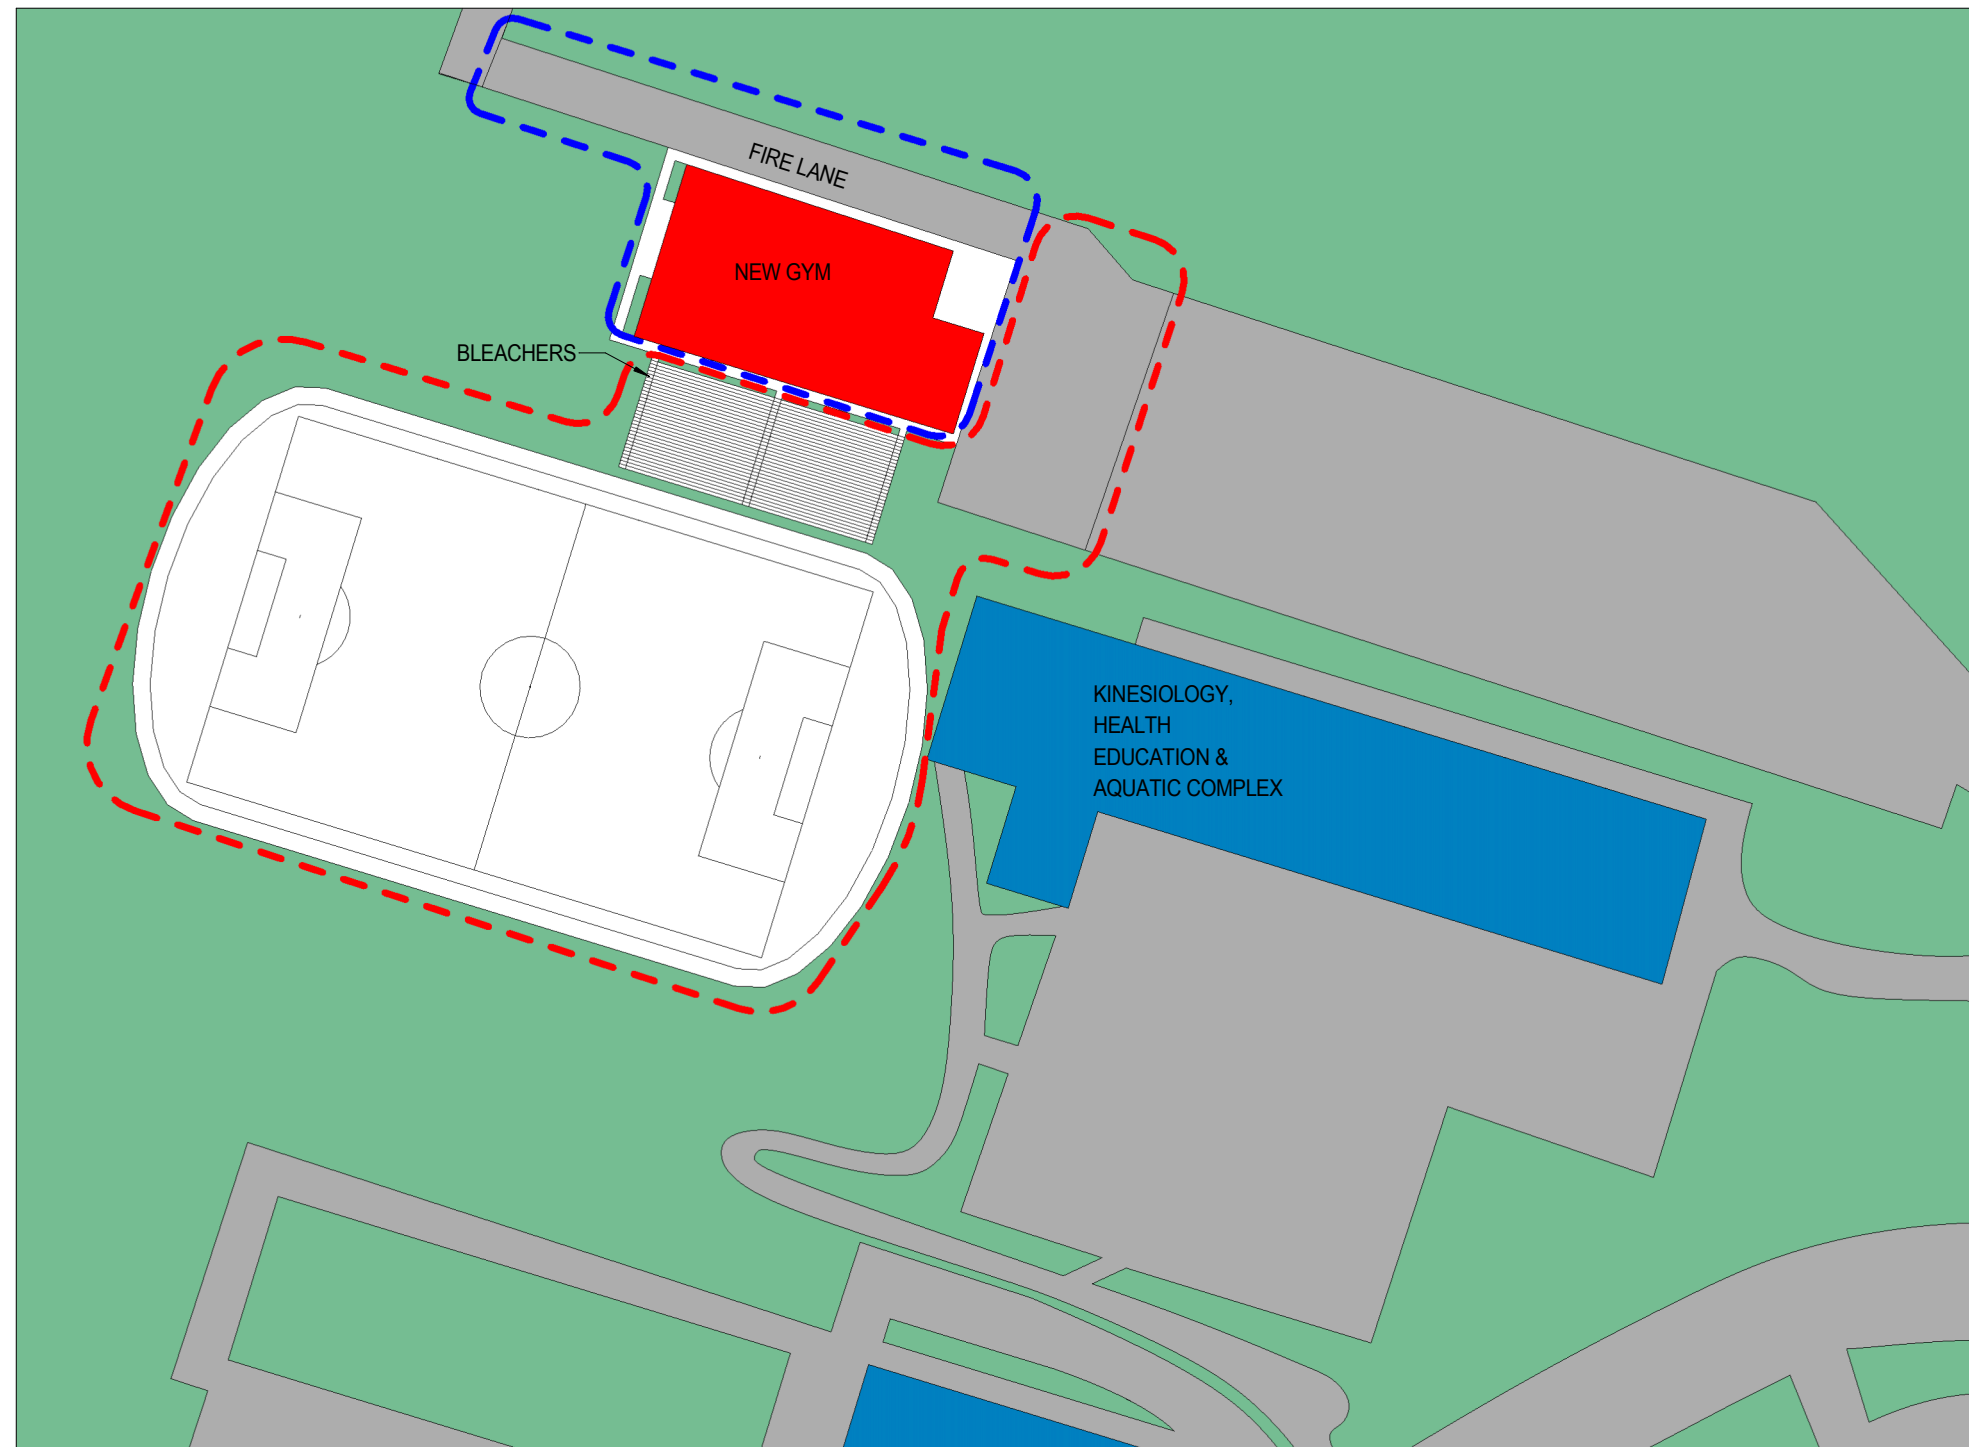 FIRE LANE
NEW GYM
BLEACHERS
KINESIOLOGY,
HEALTH
EDUCATION &
AQUATIC COMPLEX